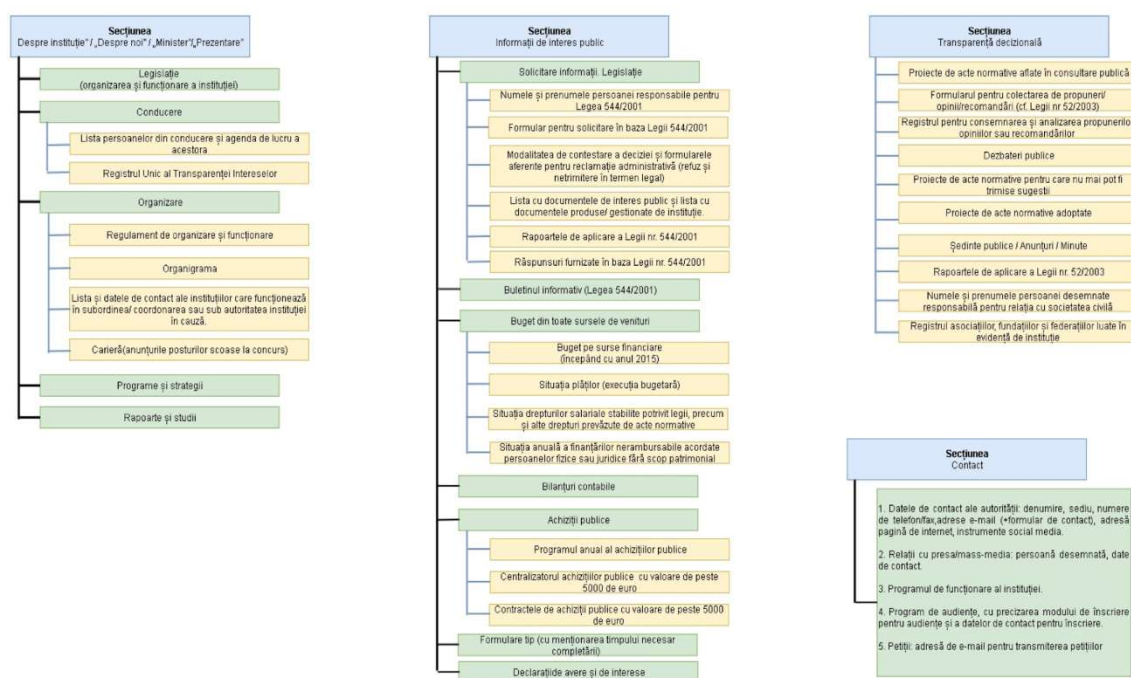 Secțiunea
Despre instituție" / „Despre noi" / „Minister"/„Prezentare"
Legislație
(organizarea și funcționare a instituției)
Conducere
Lista persoanelor din conducere și agenda de lucru a
acestora
Registrul Unic al Transparenței Intereselor
Organizare
Regulament de organizare și funcționare
Organigrama
Lista și datele de contact ale instituțiilor care funcționează
în subordinea/ coordonarea sau sub autoritatea instituției
în cauză.
Carieră(anunțurile posturilor scoase la concurs)
Programe și strategii
Rapoarte și studii
Secțiunea
Informații de interes public
Solicitare informații. Legislație
Numele și prenumele persoanei responsabile pentru
Legea 544/2001
Formular pentru solicitare în baza Legii 544/2001
Modalitatea de contestare a deciziei și formularele
aferente pentru reclamație administrativă (refuz și
netrimitere în termen legal)
Lista cu documentele de interes public și lista cu
documentele produse/ gestionate de instituție.
Rapoartele de aplicare a Legii nr. 544/2001
Răspunsuri furnizate în baza Legii nr. 544/2001
Buletinul informativ (Legea 544/2001)
Buget din toate sursele de venituri
Buget pe surse financiare
(începând cu anul 2015)
Situația plăților (execuția bugetară)
Situația drepturilor salariale stabilite potrivit legii, precum
și alte drepturi prevăzute de acte normative
Situația anuală a finanțărilor nerambursabile acordate
persoanelor fizice sau juridice fără scop patrimonial
Bilanțuri contabile
Achiziții publice
Programul anual al achizițiilor publice
Centralizatorul achizițiilor publice cu valoare de peste
5000 de euro
Contractele de achiziții publice cu valoare de peste 5000
de euro
Formulare tip (cu menționarea timpului necesar
completării)
Declarațiide avere și de interese
Secțiunea
Transparență decizională
Proiecte de acte normative aflate în consultare publică
Formularul pentru colectarea de propuneri/
opinii/recomandări (cf. Legii nr 52/2003)
Registrul pentru consemnarea și analizarea propunerilo
opiniilor sau recomandărilor
Dezbateri publice
Proiecte de acte normative pentru care nu mai pot fi
trimise sugestii
Proiecte de acte normative adoptate
Ședinte publice / Anunțuri / Minute
Rapoartele de aplicare a Legii nr. 52/2003
Numele și prenumele persoanei desemnate
responsabilă pentru relația cu societatea civilă
Registrul asociațiilor, fundațiilor și federațiilor luate în
evidență de instituție
Secțiunea
Contact
1. Datele de contact ale autorității: denumire, sediu, numere
de telefon/fax,adrese e-mail (+formular de contact), adresă
pagină de internet, instrumente social media.
2. Relații cu presa/mass-media: persoană desemnată, date
de contact.
3. Programul de funcționare al instituției.
4. Program de audiențe, cu precizarea modului de înscriere
pentru audiențe și a datelor de contact pentru înscriere.
5. Petiții: adresă de e-mail pentru transmiterea petițiilor